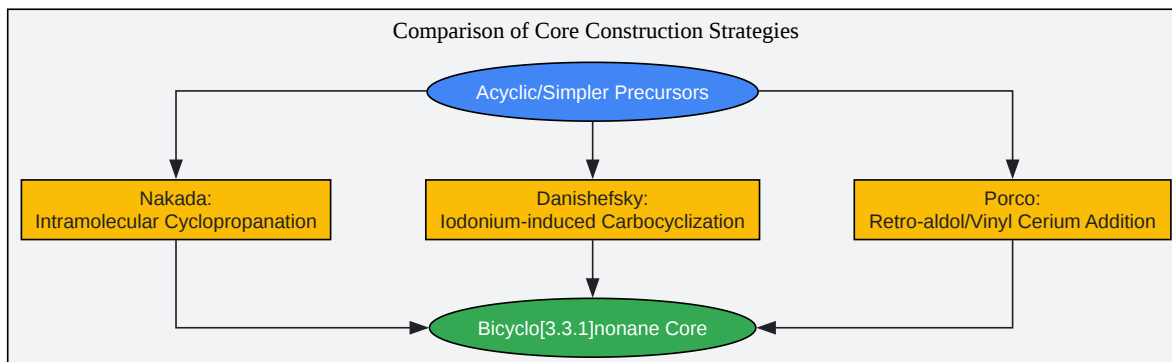 Comparison of Core Construction Strategies
Acyclic/Simpler Precursors
Nakada:
Intramolecular Cyclopropanation
Danishefsky:
Iodonium-induced Carbocyclization
Porco:
Retro-aldol/Vinyl Cerium Addition
Bicyclo[3.3.1]nonane Core